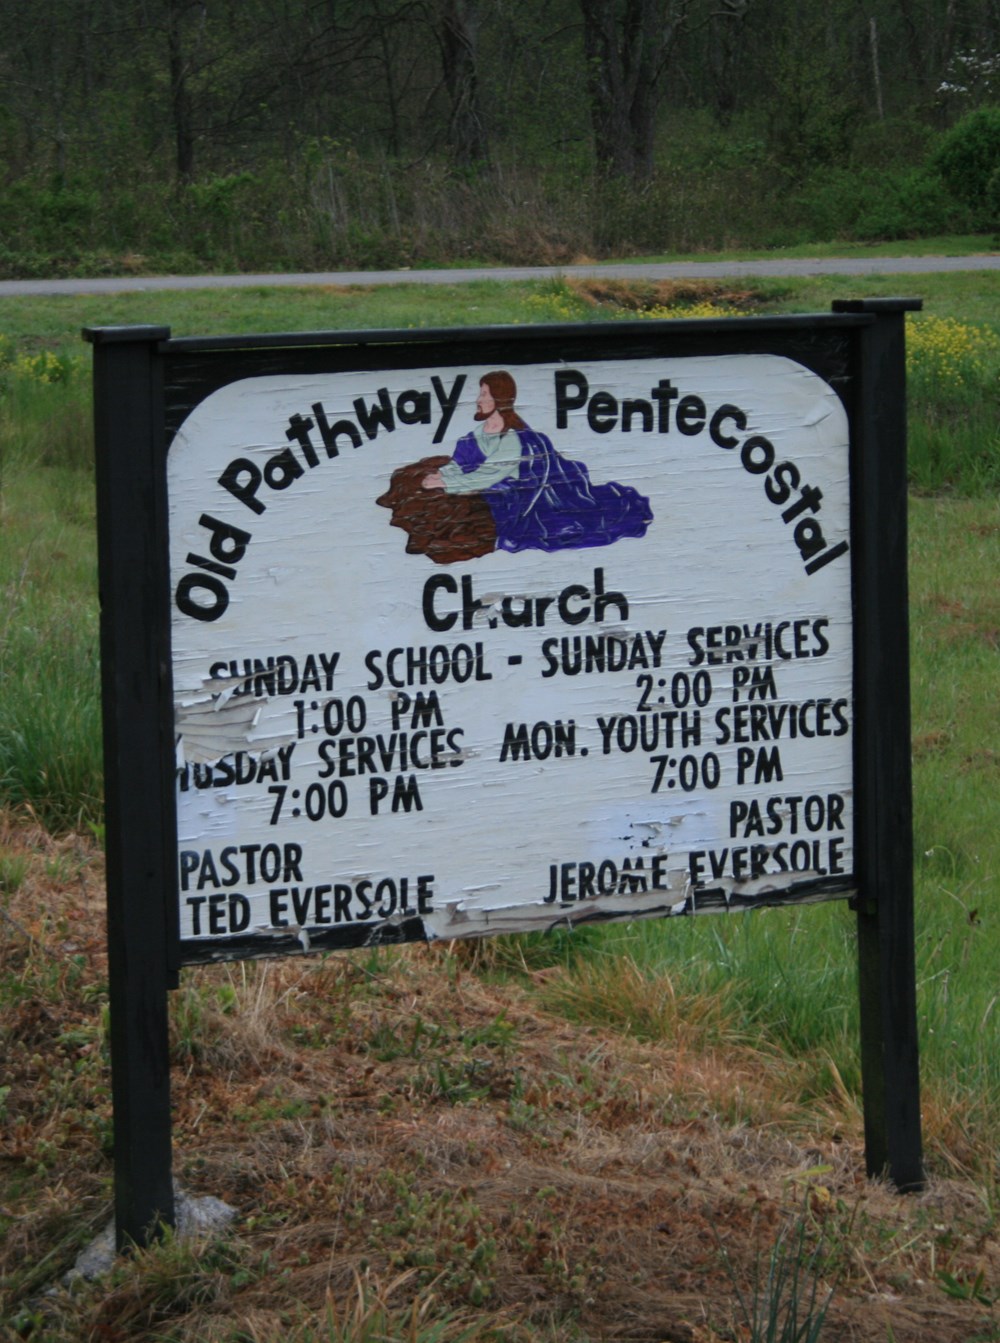 Old Pathway Pentecostal
Church
SUNDAY SCHOOL - SUNDAY SERVICES
1:00 PM 2:00 PM
TUSDAY SERVICES MON. YOUTH SERVICES
7:00 PM 7:00 PM
PASTOR PASTOR
TED EVERSOLE JEROME EVERSOLE